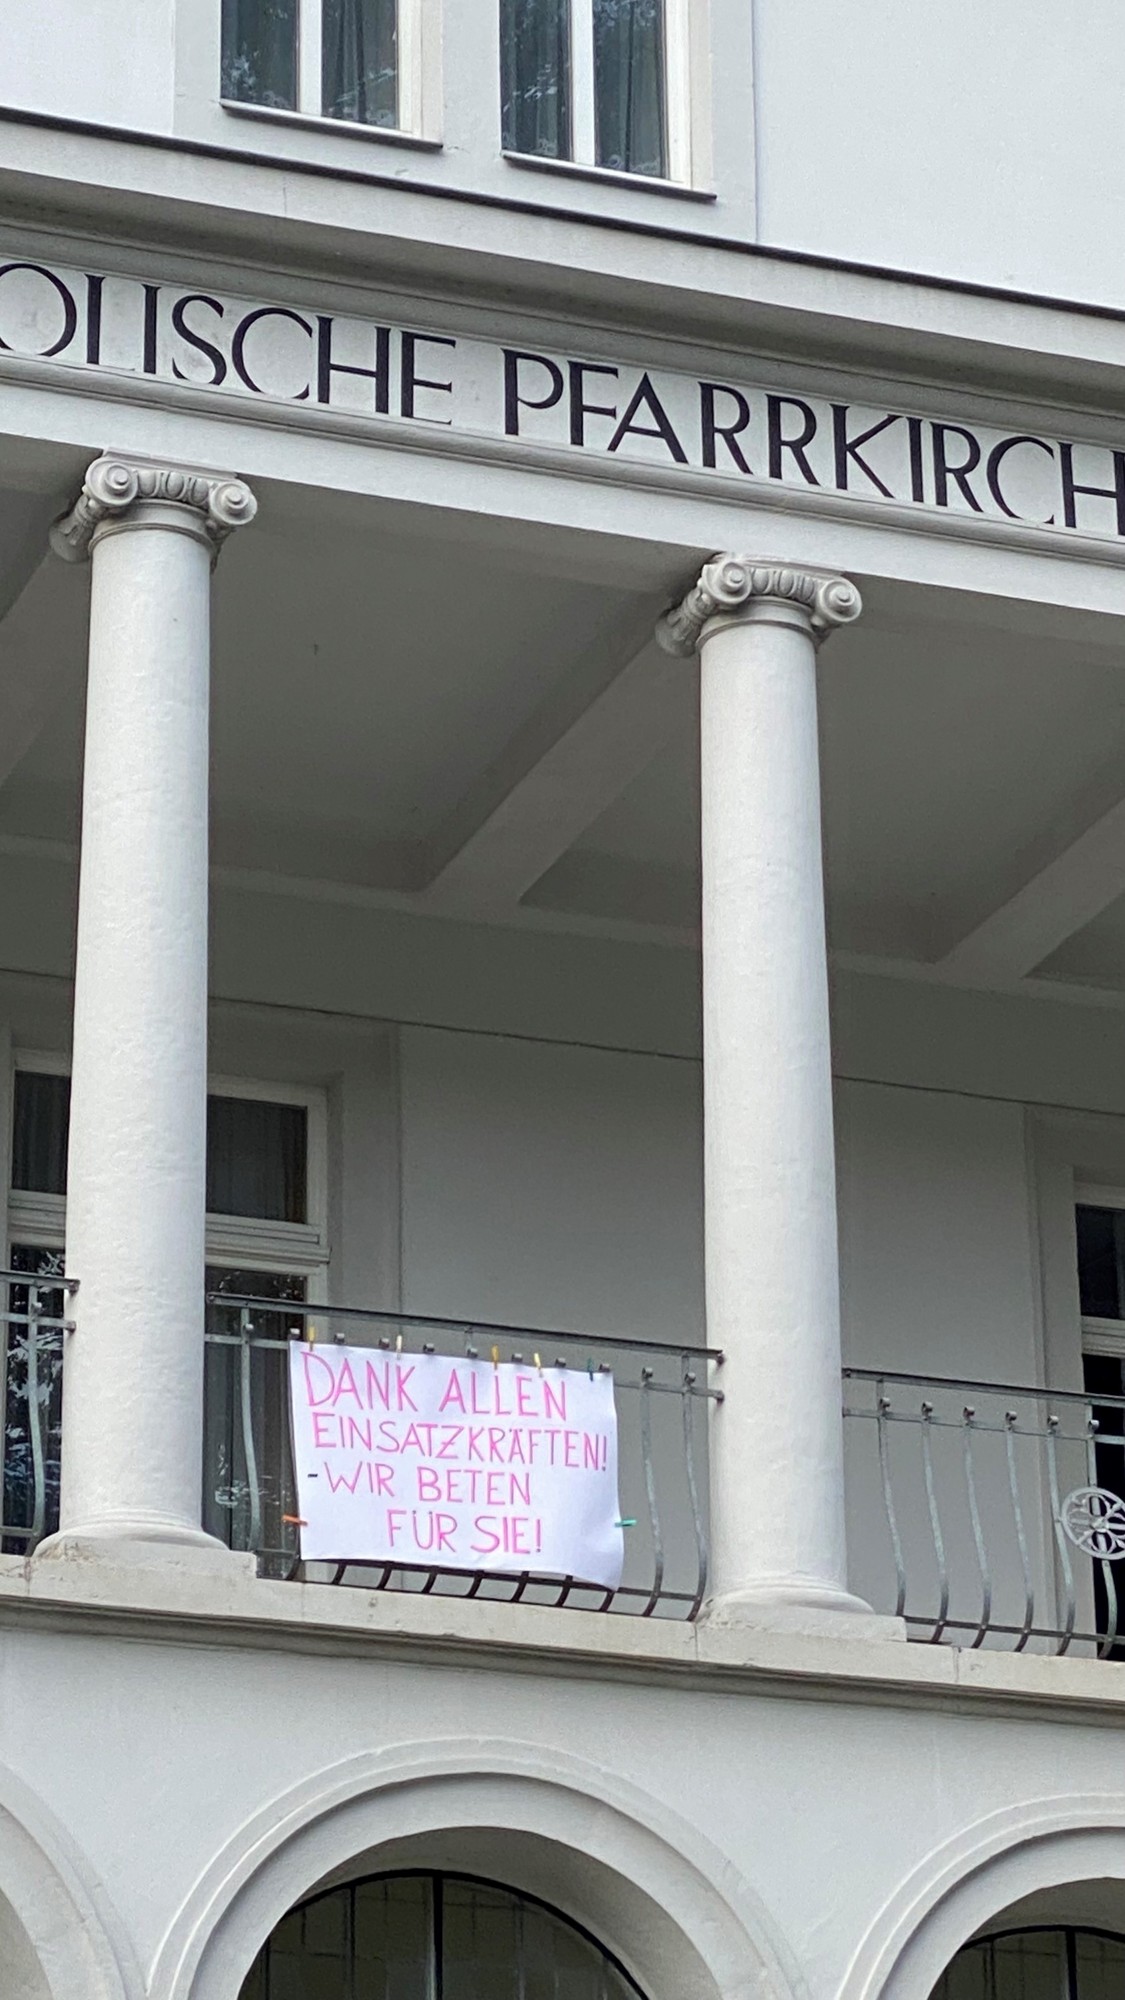 OLISCHE PFARRKIRCH
DANK ALLEN
EINSATZKRÄFTEN!
-WIR BETEN
FÜR SIE!